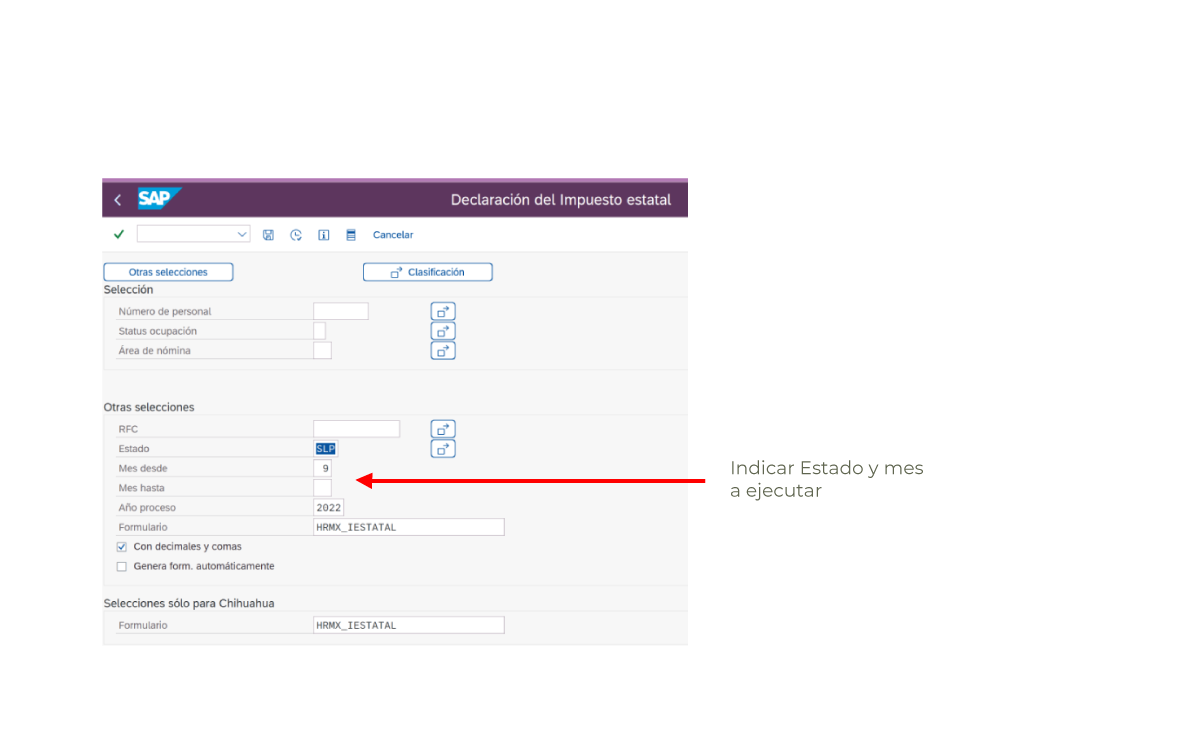 SAP
Declaración del Impuesto estatal
Cancelar
Otras selecciones
Clasificación
Selección
Número de personal
Status ocupación
Área de nómina
Otras selecciones
RFC
Estado SLP
Mes desde 9
Mes hasta
Año proceso 2022
Formulario HRMX_IESTATAL
Con decimales y comas
Genera form. automáticamente
Selecciones sólo para Chihuahua
Formulario HRMX_IESTATAL
Indicar Estado y mes
a ejecutar